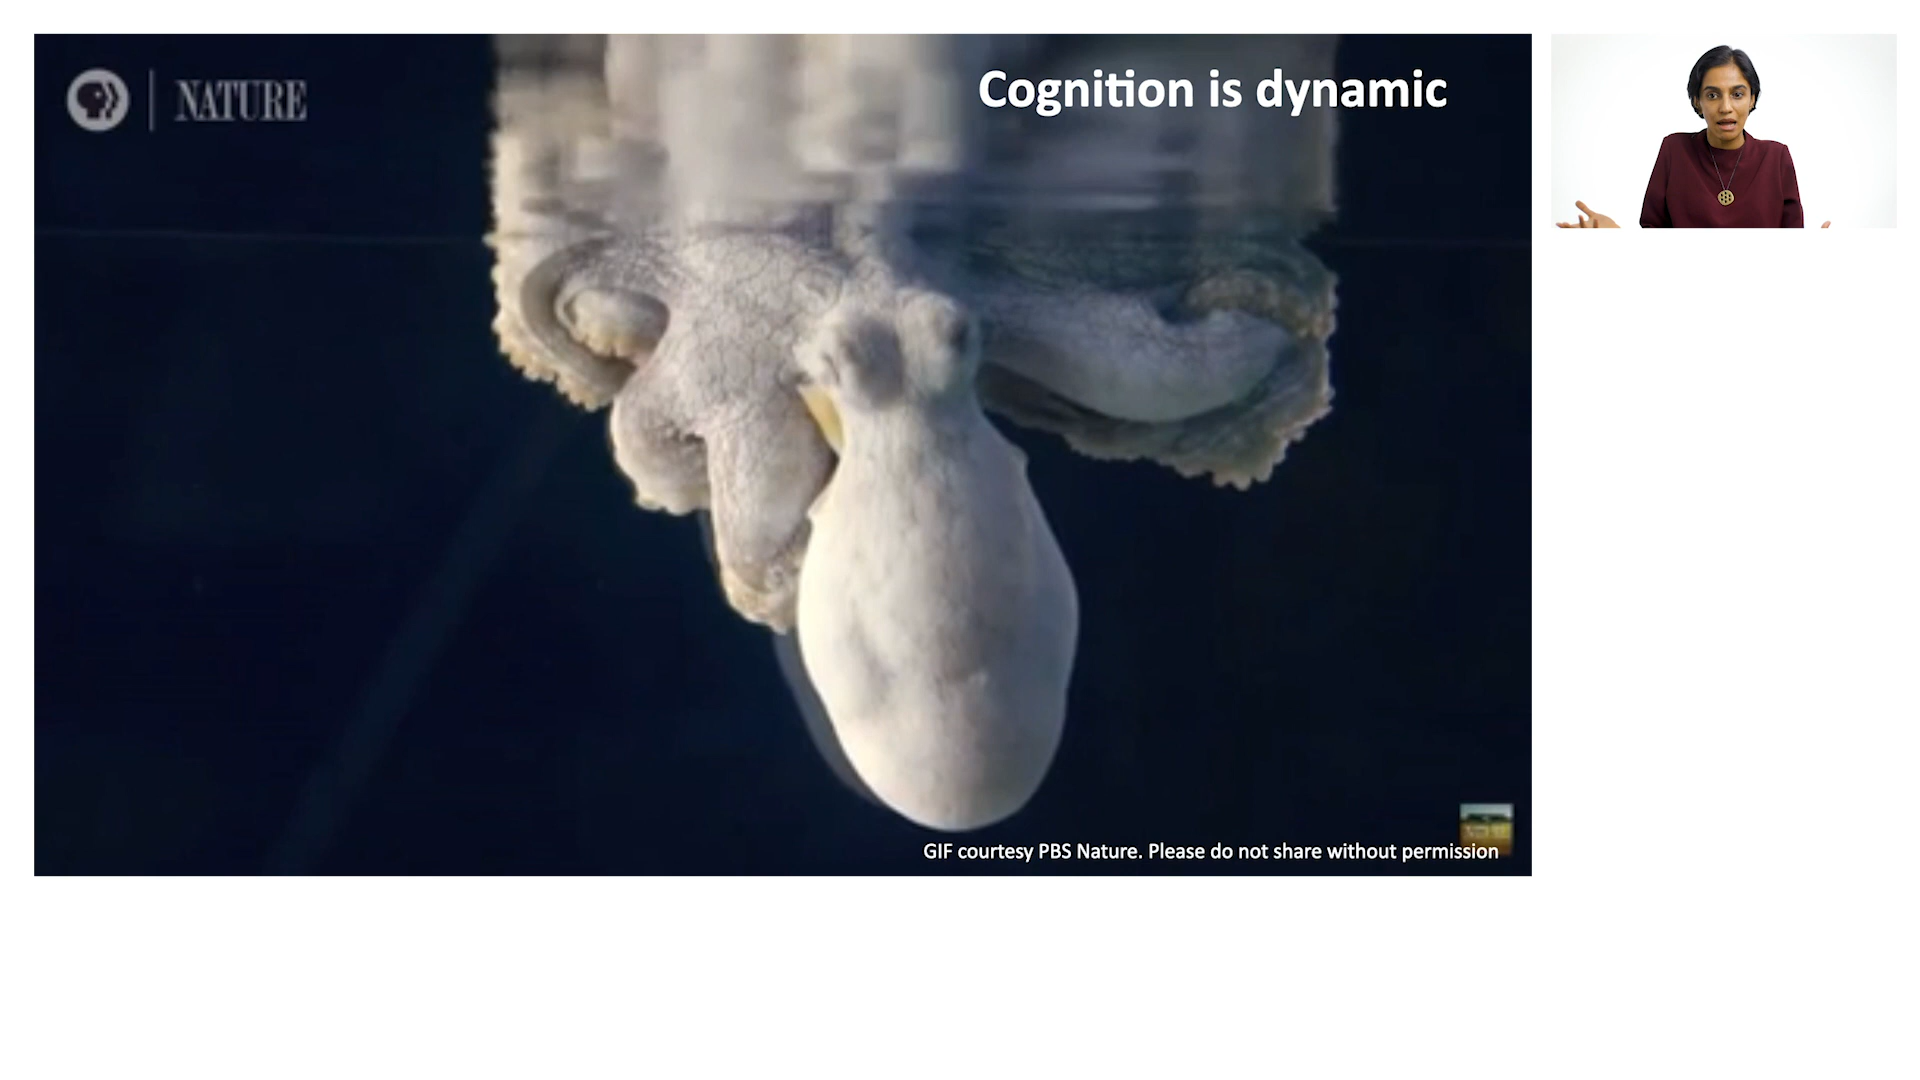 NATURE
Cognition is dynamic
GIF courtesy PBS Nature. Please do not share without permission